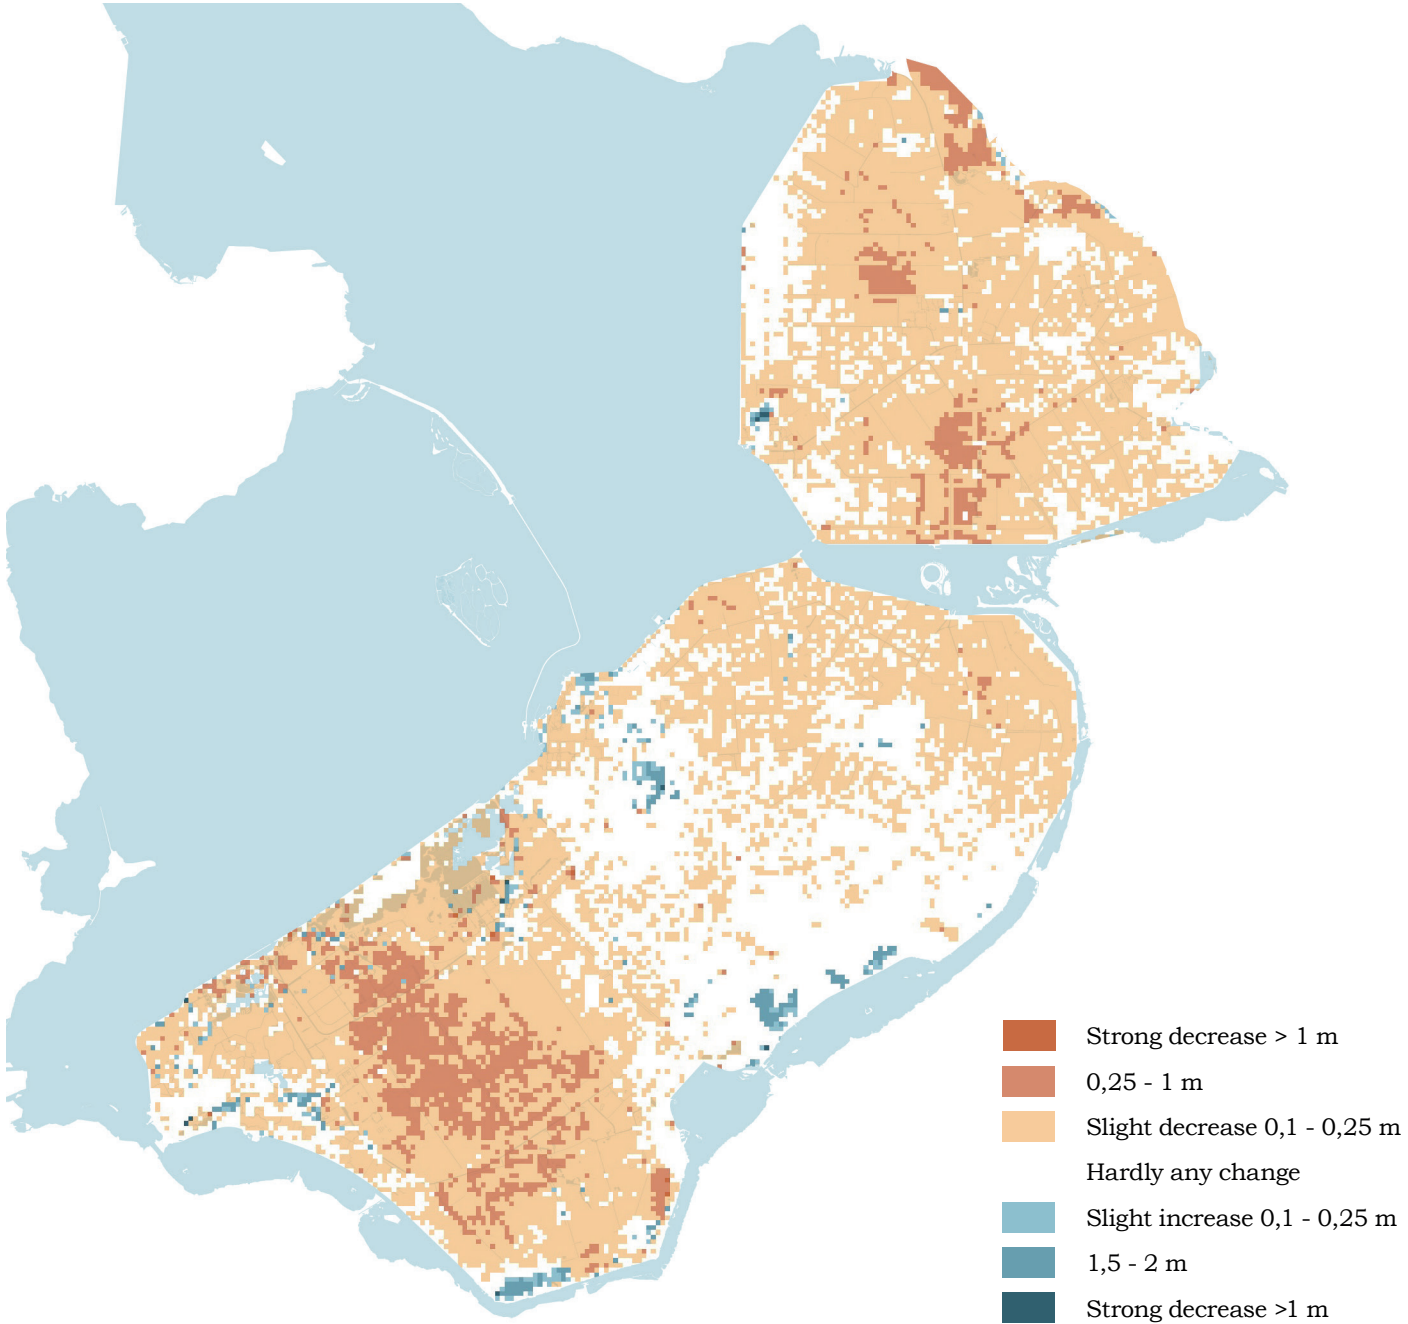 Strong decrease > 1 m
0,25 - 1 m
Slight decrease 0,1 - 0,25 m
Hardly any change
Slight increase 0,1 - 0,25 m
1,5 - 2 m
Strong decrease >1 m